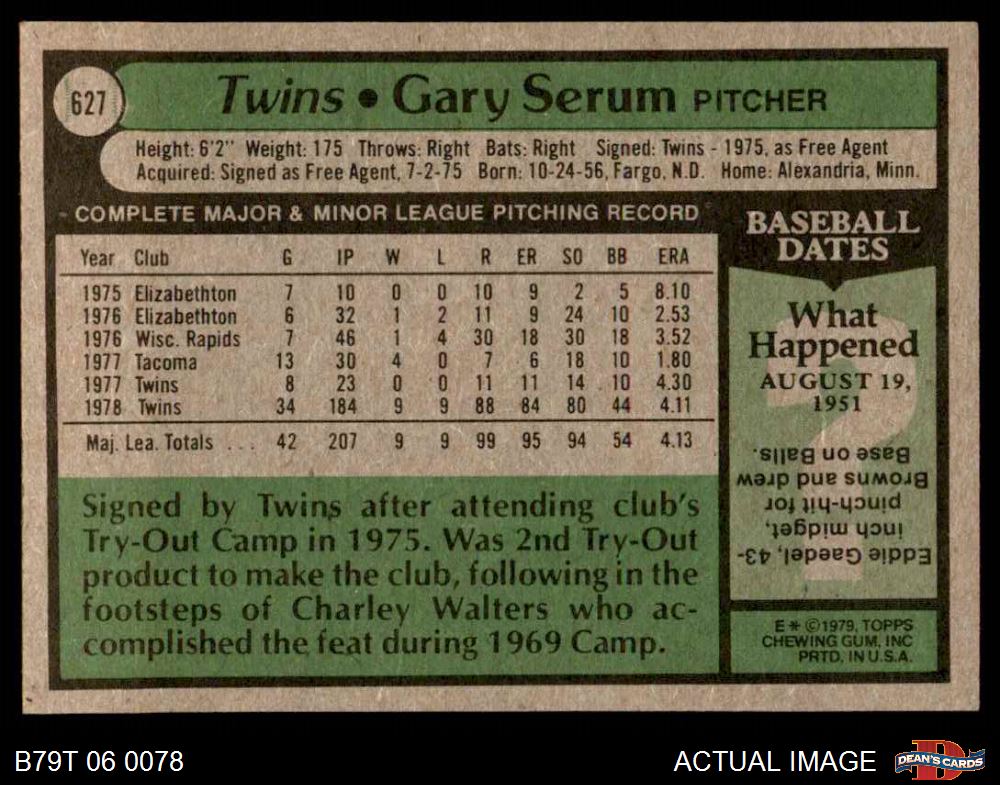 627
Twins • Gary Serum PITCHER
Height: 6'2" Weight: 175 Throws: Right Bats: Right Signed: Twins - 1975, as Free Agent
Acquired: Signed as Free Agent, 7-2-75 Born: 10-24-56, Fargo, N.D. Home: Alexandria, Minn.
COMPLETE MAJOR & MINOR LEAGUE PITCHING RECORD
Year Club G IP W L R ER SO BB ERA
1975 Elizabethton 7 10 0 0 10 9 2 5 8.10
1976 Elizabethton 6 32 1 2 11 9 24 10 2.53
1976 Wisc. Rapids 7 46 1 4 30 18 30 18 3.52
1977 Tacoma 13 30 4 0 7 6 18 10 1.80
1977 Twins 8 23 0 0 11 11 14 10 4.30
1978 Twins 34 184 9 9 88 84 80 44 4.11
Maj. Lea. Totals ... 42 207 9 9 99 95 94 54 4.13
Signed by Twins after attending club's
Try-Out Camp in 1975. Was 2nd Try-Out
product to make the club, following in the
footsteps of Charley Walters who ac-
complished the feat during 1969 Camp.
BASEBALL
DATES
What
Happened
AUGUST 19,
1951
Eddie Gaedel, 43-
inch midget,
pinch-hit for
Browns and drew
Base on Balls.
E * ©1979, TOPPS
CHEWING GUM, INC
PRTD. IN U.S.A.
B79T 06 0078
ACTUAL IMAGE
D
DEAN'S CARDS